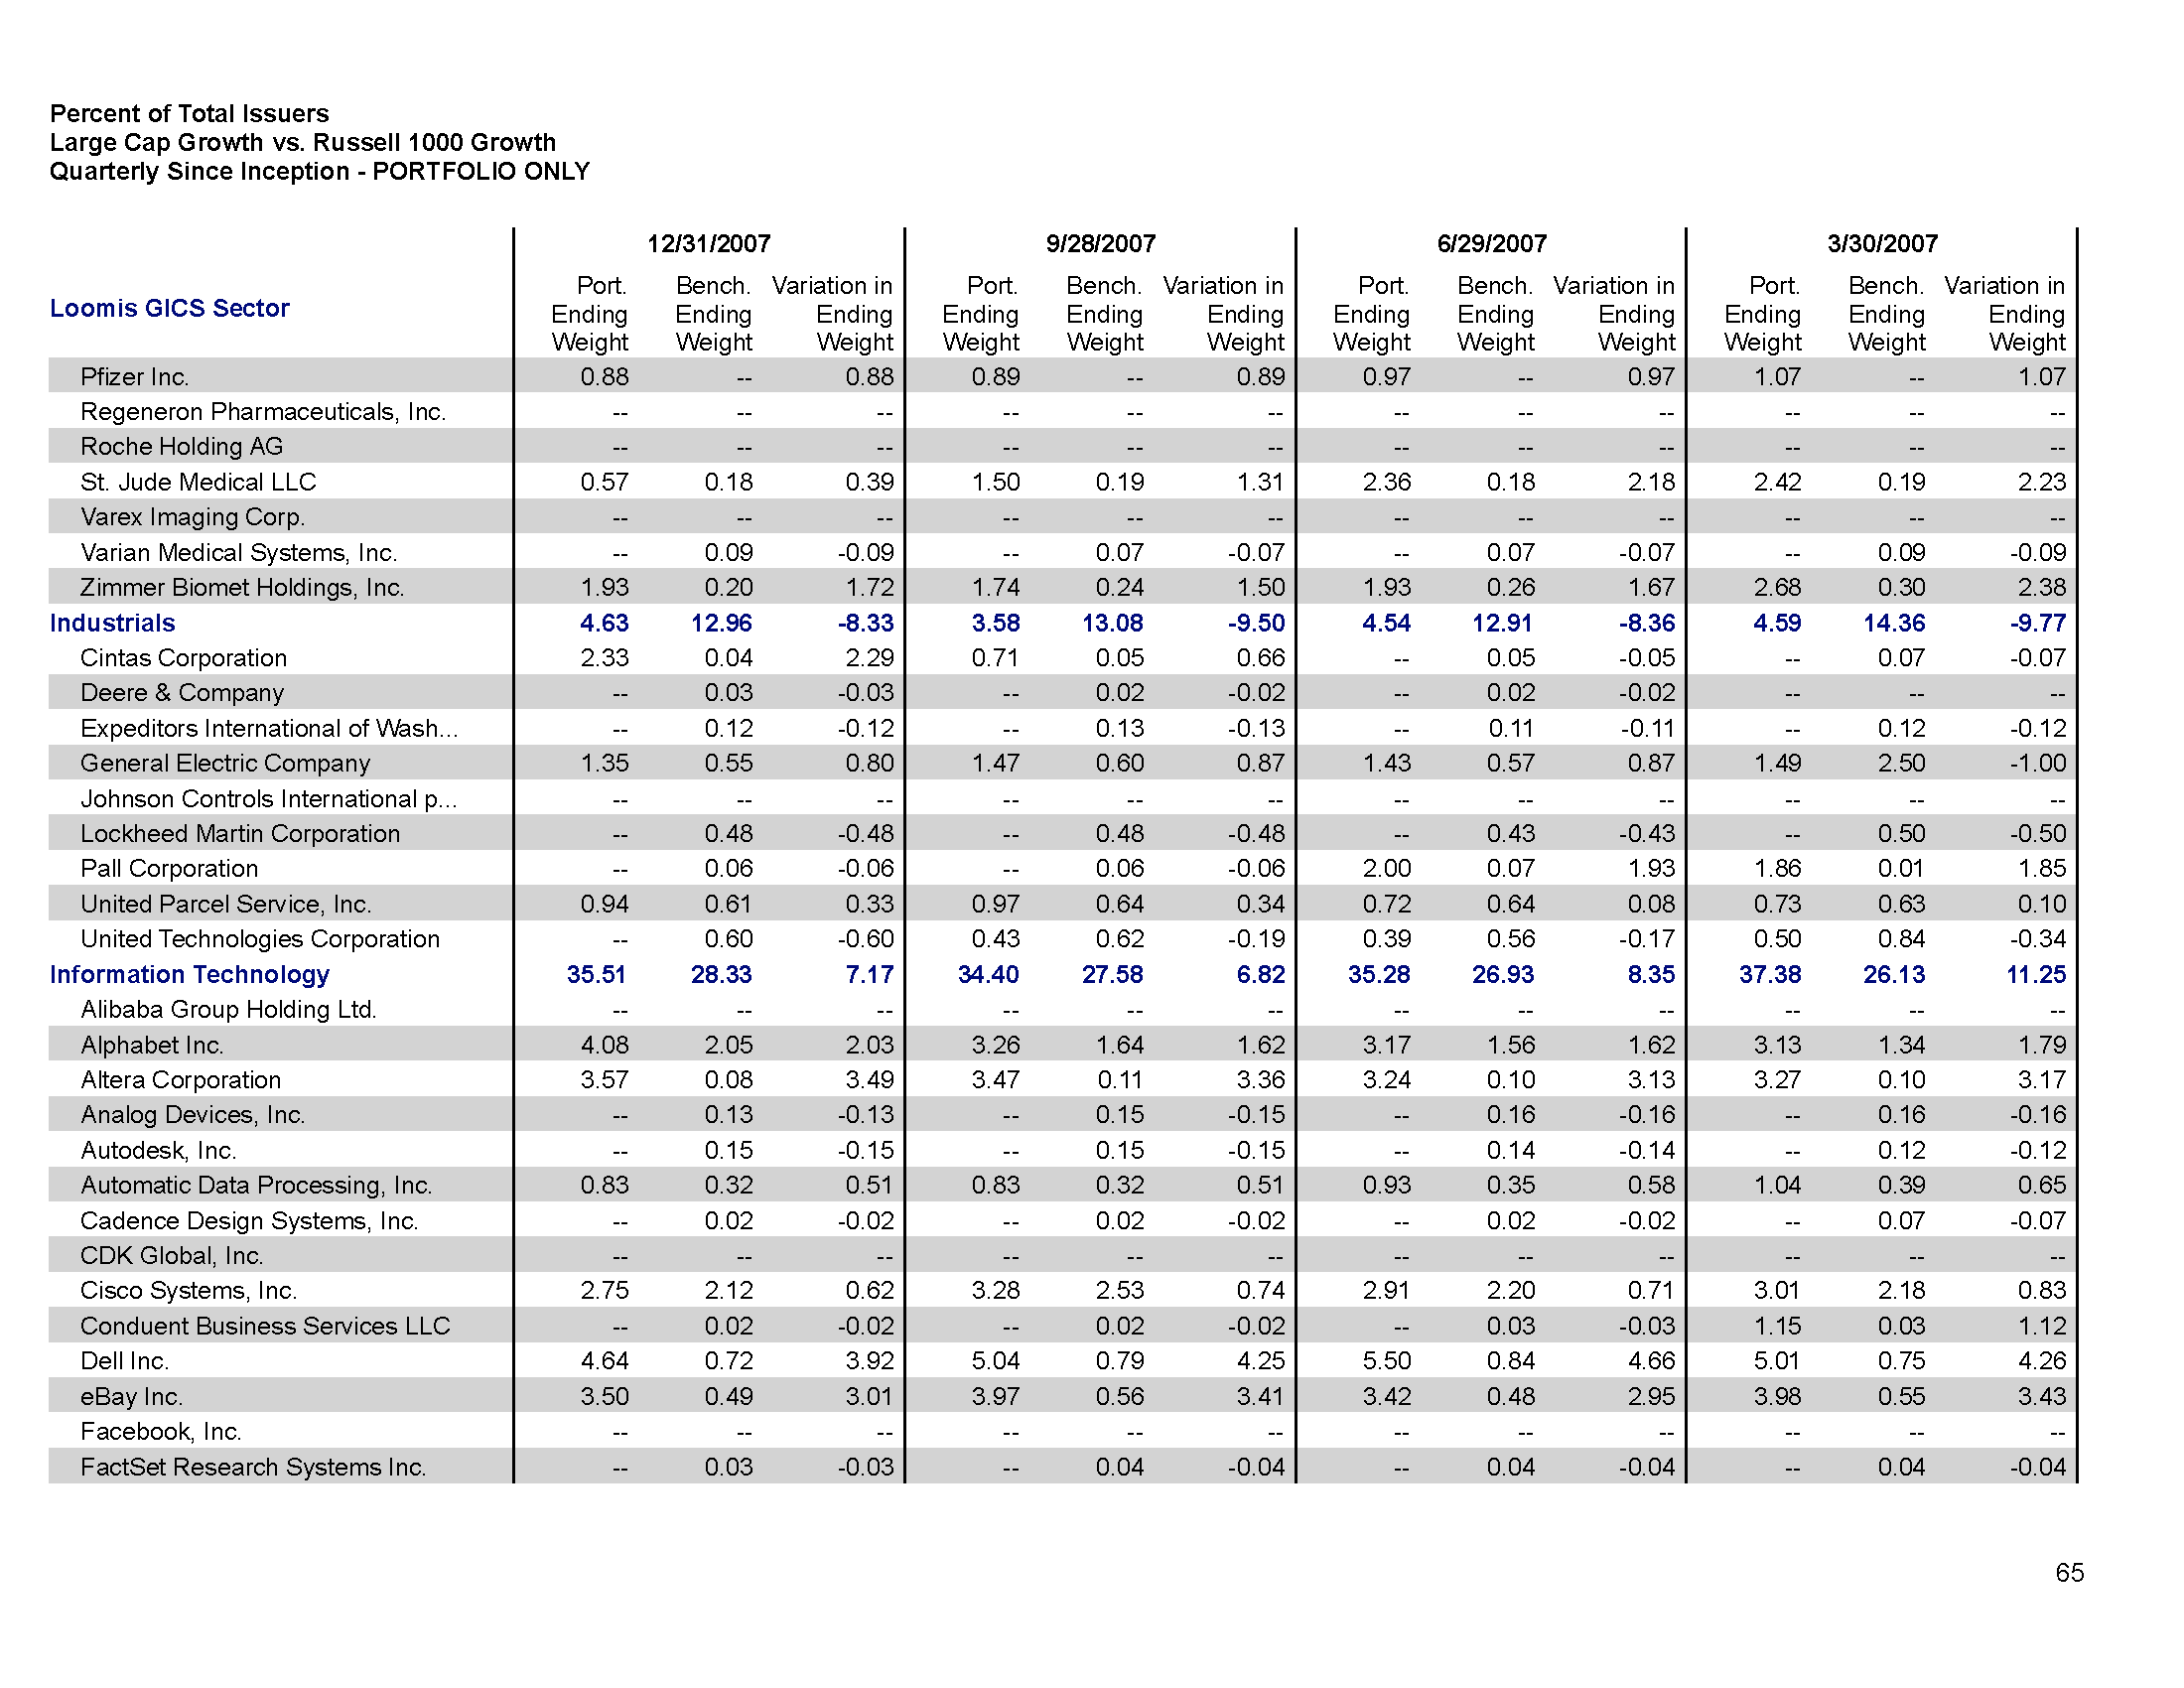 Percent of Total Issuers
Large Cap Growth vs. Russell 1000 Growth
Quarterly Since Inception - PORTFOLIO ONLY
12/31/2007 9/28/2007 6/29/2007 3/30/2007
Port. Bench. Variation in Port. Bench. Variation in Port. Bench. Variation in Port. Bench. Variation in
Loomis GICS Sector Ending Ending Ending Ending Ending Ending Ending Ending Ending Ending Ending Ending
Weight Weight Weight Weight Weight Weight Weight Weight Weight Weight Weight Weight
Pfizer Inc. 0.88 -- 0.88 0.89 -- 0.89 0.97 -- 0.97 1.07 -- 1.07
Regeneron Pharmaceuticals, Inc. -- -- -- -- -- -- -- -- -- -- -- --
Roche Holding AG -- -- -- -- -- -- -- -- -- -- -- --
St. Jude Medical LLC 0.57 0.18 0.39 1.50 0.19 1.31 2.36 0.18 2.18 2.42 0.19 2.23
Varex Imaging Corp. -- -- -- -- -- -- -- -- -- -- -- --
Varian Medical Systems, Inc. -- 0.09 -0.09 -- 0.07 -0.07 -- 0.07 -0.07 -- 0.09 -0.09
Zimmer Biomet Holdings, Inc. 1.93 0.20 1.72 1.74 0.24 1.50 1.93 0.26 1.67 2.68 0.30 2.38
Industrials 4.63 12.96 -8.33 3.58 13.08 -9.50 4.54 12.91 -8.36 4.59 14.36 -9.77
Cintas Corporation 2.33 0.04 2.29 0.71 0.05 0.66 -- 0.05 -0.05 -- 0.07 -0.07
Deere & Company -- 0.03 -0.03 -- 0.02 -0.02 -- 0.02 -0.02 -- -- --
Expeditors International of Wash... -- 0.12 -0.12 -- 0.13 -0.13 -- 0.11 -0.11 -- 0.12 -0.12
General Electric Company 1.35 0.55 0.80 1.47 0.60 0.87 1.43 0.57 0.87 1.49 2.50 -1.00
Johnson Controls International p... -- -- -- -- -- -- -- -- -- -- -- --
Lockheed Martin Corporation -- 0.48 -0.48 -- 0.48 -0.48 -- 0.43 -0.43 -- 0.50 -0.50
Pall Corporation -- 0.06 -0.06 -- 0.06 -0.06 2.00 0.07 1.93 1.86 0.01 1.85
United Parcel Service, Inc. 0.94 0.61 0.33 0.97 0.64 0.34 0.72 0.64 0.08 0.73 0.63 0.10
United Technologies Corporation -- 0.60 -0.60 0.43 0.62 -0.19 0.39 0.56 -0.17 0.50 0.84 -0.34
Information Technology 35.51 28.33 7.17 34.40 27.58 6.82 35.28 26.93 8.35 37.38 26.13 11.25
Alibaba Group Holding Ltd. -- -- -- -- -- -- -- -- -- -- -- --
Alphabet Inc. 4.08 2.05 2.03 3.26 1.64 1.62 3.17 1.56 1.62 3.13 1.34 1.79
Altera Corporation 3.57 0.08 3.49 3.47 0.11 3.36 3.24 0.10 3.13 3.27 0.10 3.17
Analog Devices, Inc. -- 0.13 -0.13 -- 0.15 -0.15 -- 0.16 -0.16 -- 0.16 -0.16
Autodesk, Inc. -- 0.15 -0.15 -- 0.15 -0.15 -- 0.14 -0.14 -- 0.12 -0.12
Automatic Data Processing, Inc. 0.83 0.32 0.51 0.83 0.32 0.51 0.93 0.35 0.58 1.04 0.39 0.65
Cadence Design Systems, Inc. -- 0.02 -0.02 -- 0.02 -0.02 -- 0.02 -0.02 -- 0.07 -0.07
CDK Global, Inc. -- -- -- -- -- -- -- -- -- -- -- --
Cisco Systems, Inc. 2.75 2.12 0.62 3.28 2.53 0.74 2.91 2.20 0.71 3.01 2.18 0.83
Conduent Business Services LLC -- 0.02 -0.02 -- 0.02 -0.02 -- 0.03 -0.03 1.15 0.03 1.12
Dell Inc. 4.64 0.72 3.92 5.04 0.79 4.25 5.50 0.84 4.66 5.01 0.75 4.26
eBay Inc. 3.50 0.49 3.01 3.97 0.56 3.41 3.42 0.48 2.95 3.98 0.55 3.43
Facebook, Inc. -- -- -- -- -- -- -- -- -- -- -- --
FactSet Research Systems Inc. -- 0.03 -0.03 -- 0.04 -0.04 -- 0.04 -0.04 -- 0.04 -0.04
65